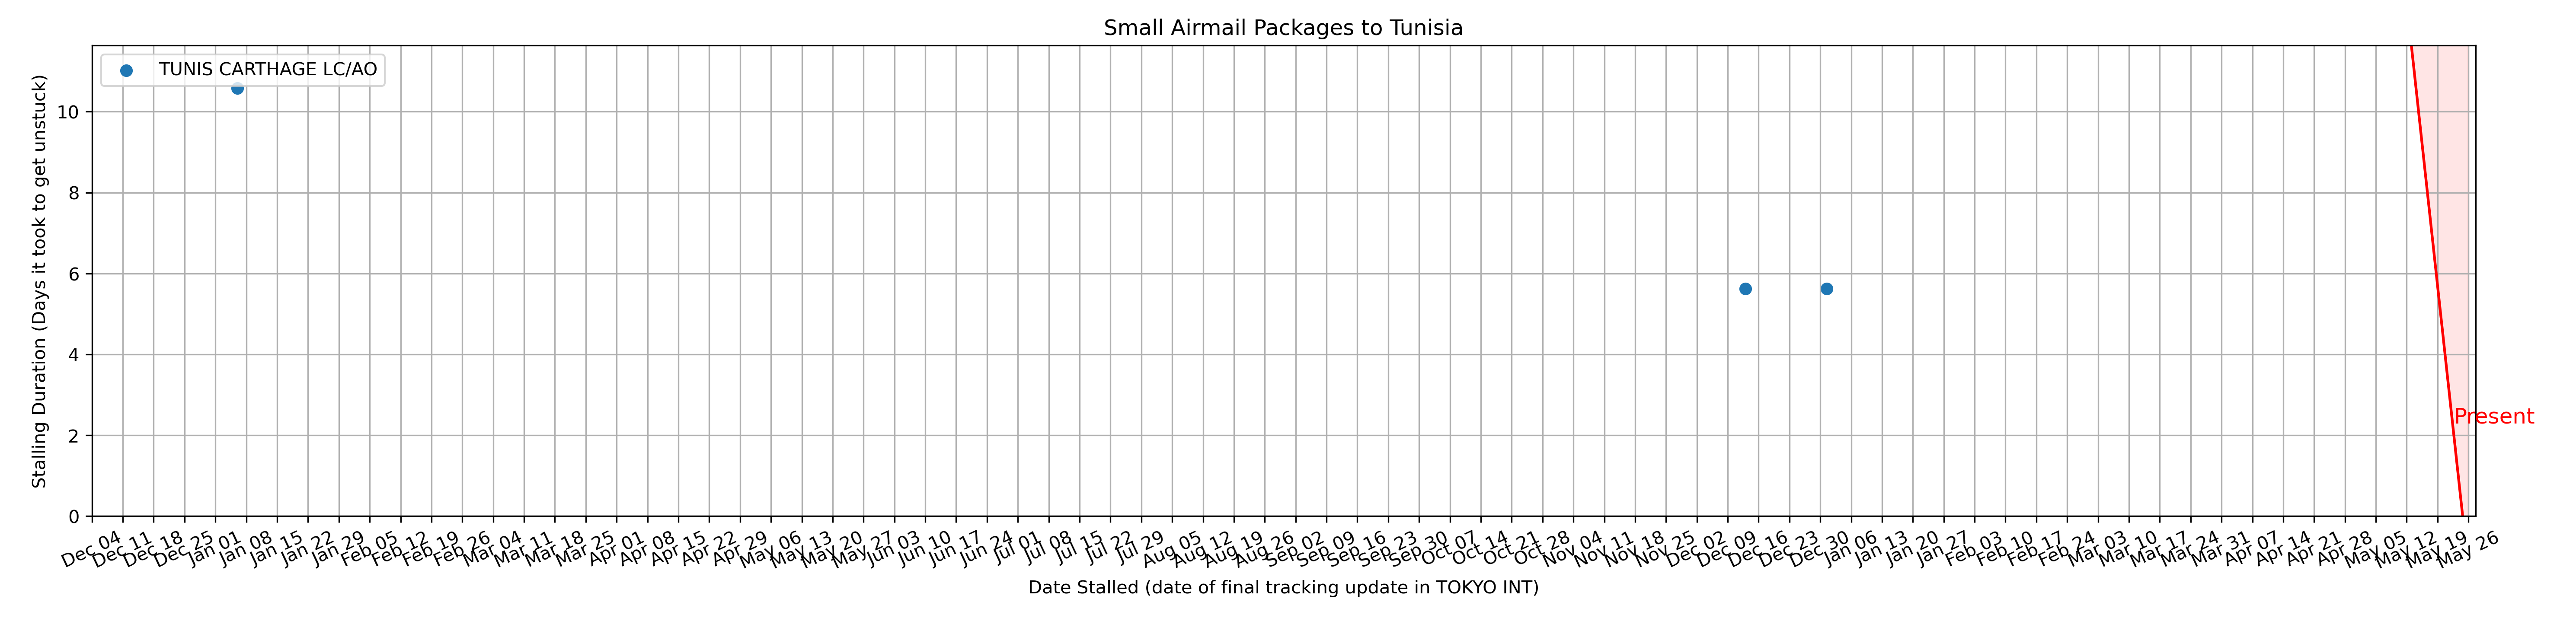 Small Airmail Packages to Tunisia
TUNIS CARTHAGE LC/AO
Stalling Duration (Days it took to get unstuck)
10
8
6
4
2
0
Present
Dec 04 Dec 11 Dec 18 Dec 25 Jan 01 Jan 08 Jan 15 Jan 22 Jan 29 Feb 05 Feb 12 Feb 19 Feb 26 Mar 04 Mar 11 Mar 18 Mar 25 Apr 01 Apr 08 Apr 15 Apr 22 Apr 29 May 06 May 13 May 20 May 27 Jun 03 Jun 10 Jun 17 Jun 24 Jul 01 Jul 08 Jul 15 Jul 22 Jul 29 Aug 05 Aug 12 Aug 19 Aug 26 Sep 02 Sep 09 Sep 16 Sep 23 Sep 30 Oct 07 Oct 14 Oct 21 Oct 28 Nov 04 Nov 11 Nov 18 Nov 25 Dec 02 Dec 09 Dec 16 Dec 23 Dec 30 Jan 06 Jan 13 Jan 20 Jan 27 Feb 03 Feb 10 Feb 17 Feb 24 Mar 03 Mar 10 Mar 17 Mar 24 Mar 31 Apr 07 Apr 14 Apr 21 Apr 28 May 05 May 12 May 19 May 26
Date Stalled (date of final tracking update in TOKYO INT)